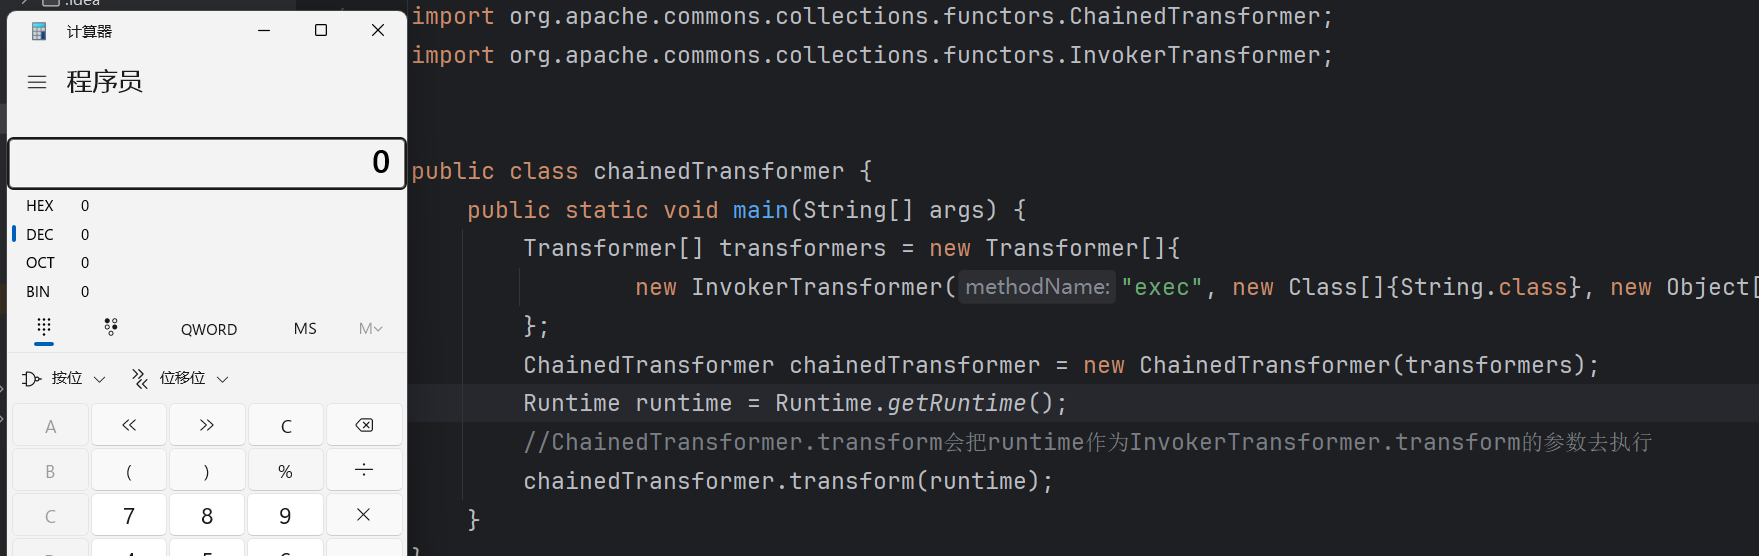 .idea
计算器
程序员
0
HEX 0
DEC 0
OCT 0
BIN 0
QWORD MS M
按位 位移位
A << >> C
B ( ) % ÷
C 7 8 9 ×
import org.apache.commons.collections.functors.ChainedTransformer;
import org.apache.commons.collections.functors.InvokerTransformer;
public class chainedTransformer {
public static void main(String[] args) {
Transformer[] transformers = new Transformer[]{
new InvokerTransformer( methodName: "exec", new Class[]{String.class}, new Object[
};
ChainedTransformer chainedTransformer = new ChainedTransformer(transformers);
Runtime runtime = Runtime.getRuntime();
//ChainedTransformer.transform会把runtime作为InvokerTransformer.transform的参数去执行
chainedTransformer.transform(runtime);
}